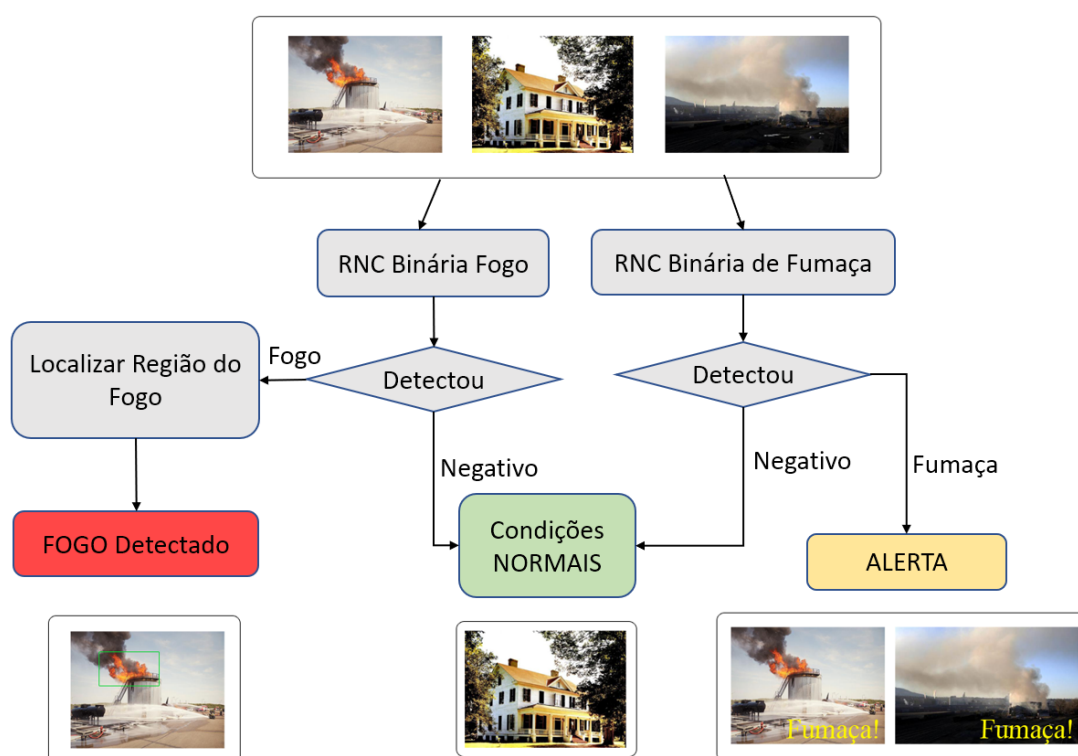 RNC Binária Fogo
RNC Binária de Fumaça
Localizar Região do
Fogo
Fogo
Detectou
Detectou
Negativo
Negativo
Fumaça
FOGO Detectado
Condições
NORMAIS
ALERTA
Fumaça!
Fumaça!